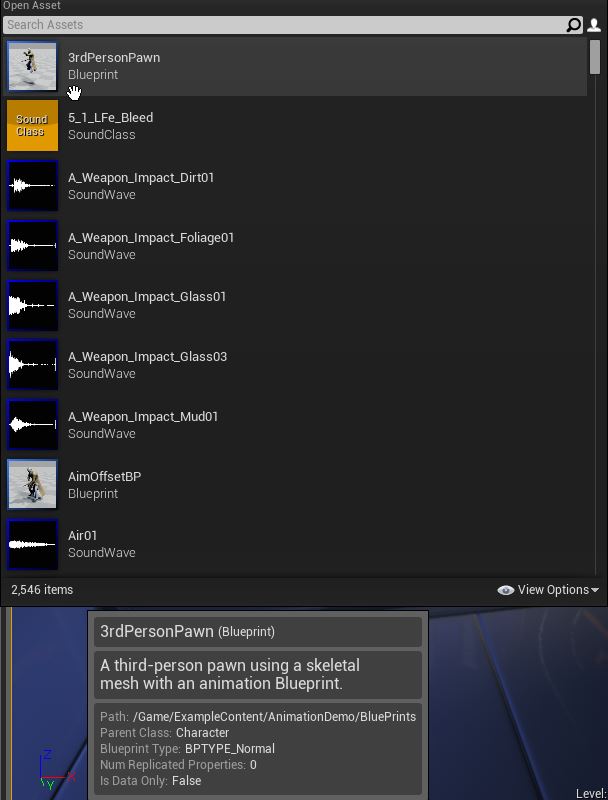 Open Asset
Search Assets
3rdPersonPawn
Blueprint
Sound
Class
5_1_LFe_Bleed
SoundClass
A_Weapon_Impact_Dirt01
SoundWave
A_Weapon_Impact_Foliage01
SoundWave
A_Weapon_Impact_Glass01
SoundWave
A_Weapon_Impact_Glass03
SoundWave
A_Weapon_Impact_Mud01
SoundWave
AimOffsetBP
Blueprint
Air01
SoundWave
2,546 items
View Options
3rdPersonPawn (Blueprint)
A third-person pawn using a skeletal
mesh with an animation Blueprint.
Path: /Game/ExampleContent/AnimationDemo/BluePrints
Parent Class: Character
Blueprint Type: BPTYPE_Normal
Num Replicated Properties: 0
Is Data Only: False
Z
X
Y
Level: